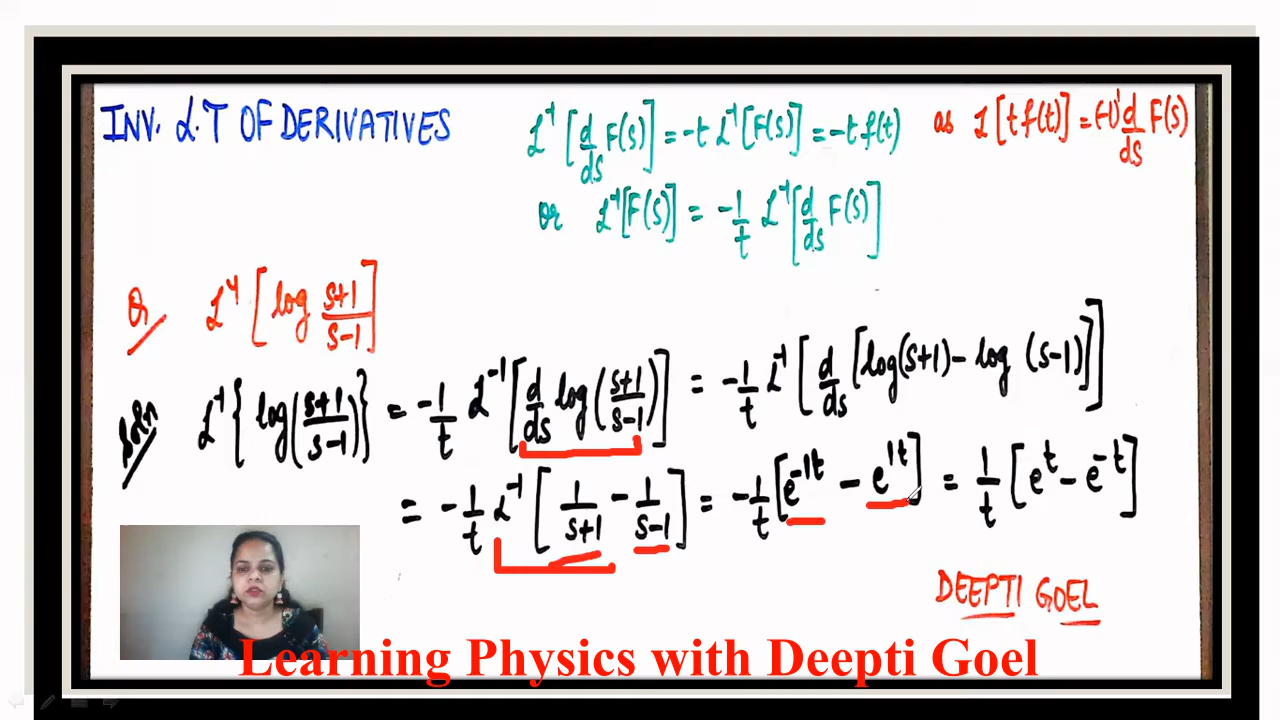 INV. ℒ.T OF DERIVATIVES
ℒ⁻¹[d/ds F(s)] = -t ℒ⁻¹[F(s)] = -t f(t) as ℒ[t f(t)] = (-1)¹ d/ds F(s)
or ℒ⁻¹[F(s)] = -1/t ℒ⁻¹[d/ds F(s)]
Q ℒ⁻¹[log s+1/s-1]
Soln ℒ⁻¹{log(s+1/s-1)} = -1/t ℒ⁻¹[d/ds log(s+1/s-1)] = -1/t ℒ⁻¹[d/ds [log(s+1) - log (s-1)]]
= -1/t ℒ⁻¹[1/s+1 - 1/s-1] = -1/t [e^-1t - e^1t] = 1/t [e^t - e^-t]
DEEPTI GOEL
Learning Physics with Deepti Goel